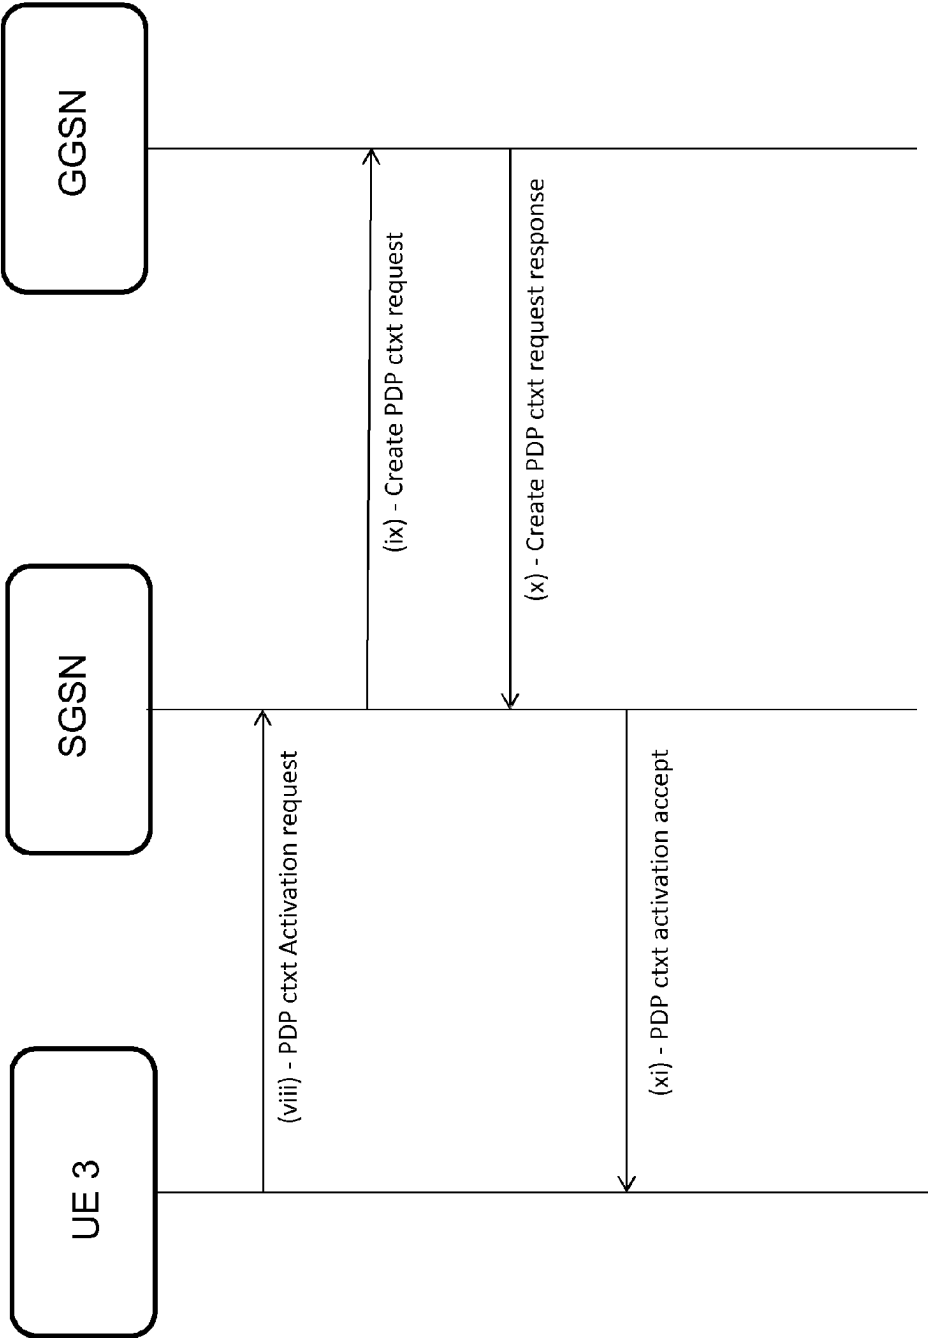 UE 3
SGSN
GGSN
(viii) - PDP ctxt Activation request
(ix) - Create PDP ctxt request
(x) - Create PDP ctxt request response
(xi) - PDP ctxt activation accept